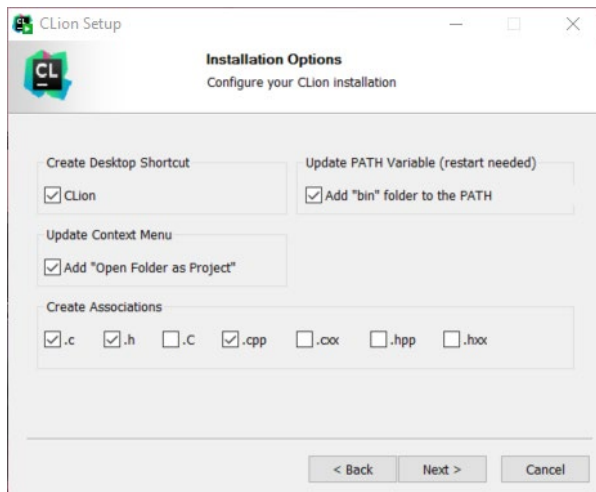 CLion Setup
CL
Installation Options
Configure your CLion installation
Create Desktop Shortcut
CLion
Update PATH Variable (restart needed)
Add "bin" folder to the PATH
Update Context Menu
Add "Open Folder as Project"
Create Associations
.c .h .C .cpp .cxx .hpp .hxx
< Back Next > Cancel